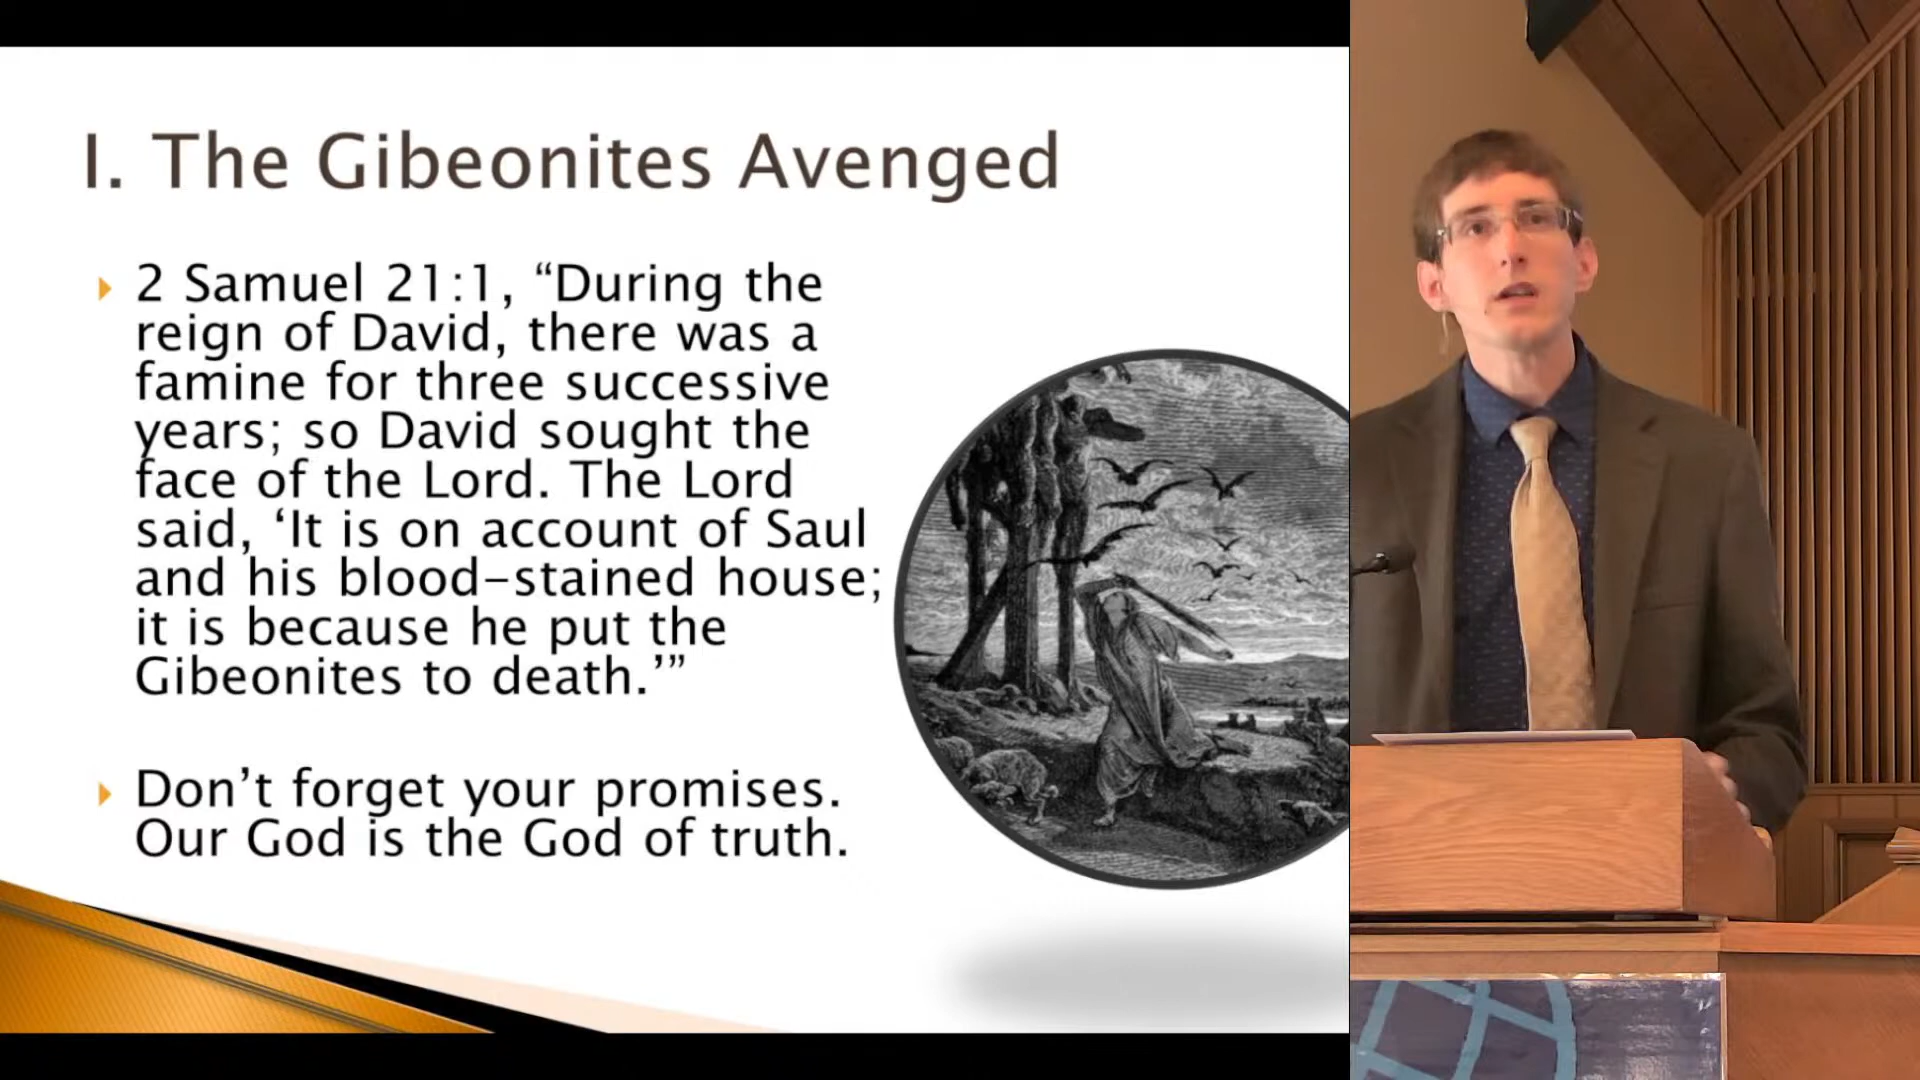 I. The Gibeonites Avenged
2 Samuel 21:1, “During the
reign of David, there was a
famine for three successive
years; so David sought the
face of the Lord. The Lord
said, ‘It is on account of Saul
and his blood-stained house;
it is because he put the
Gibeonites to death.’”
Don’t forget your promises.
Our God is the God of truth.